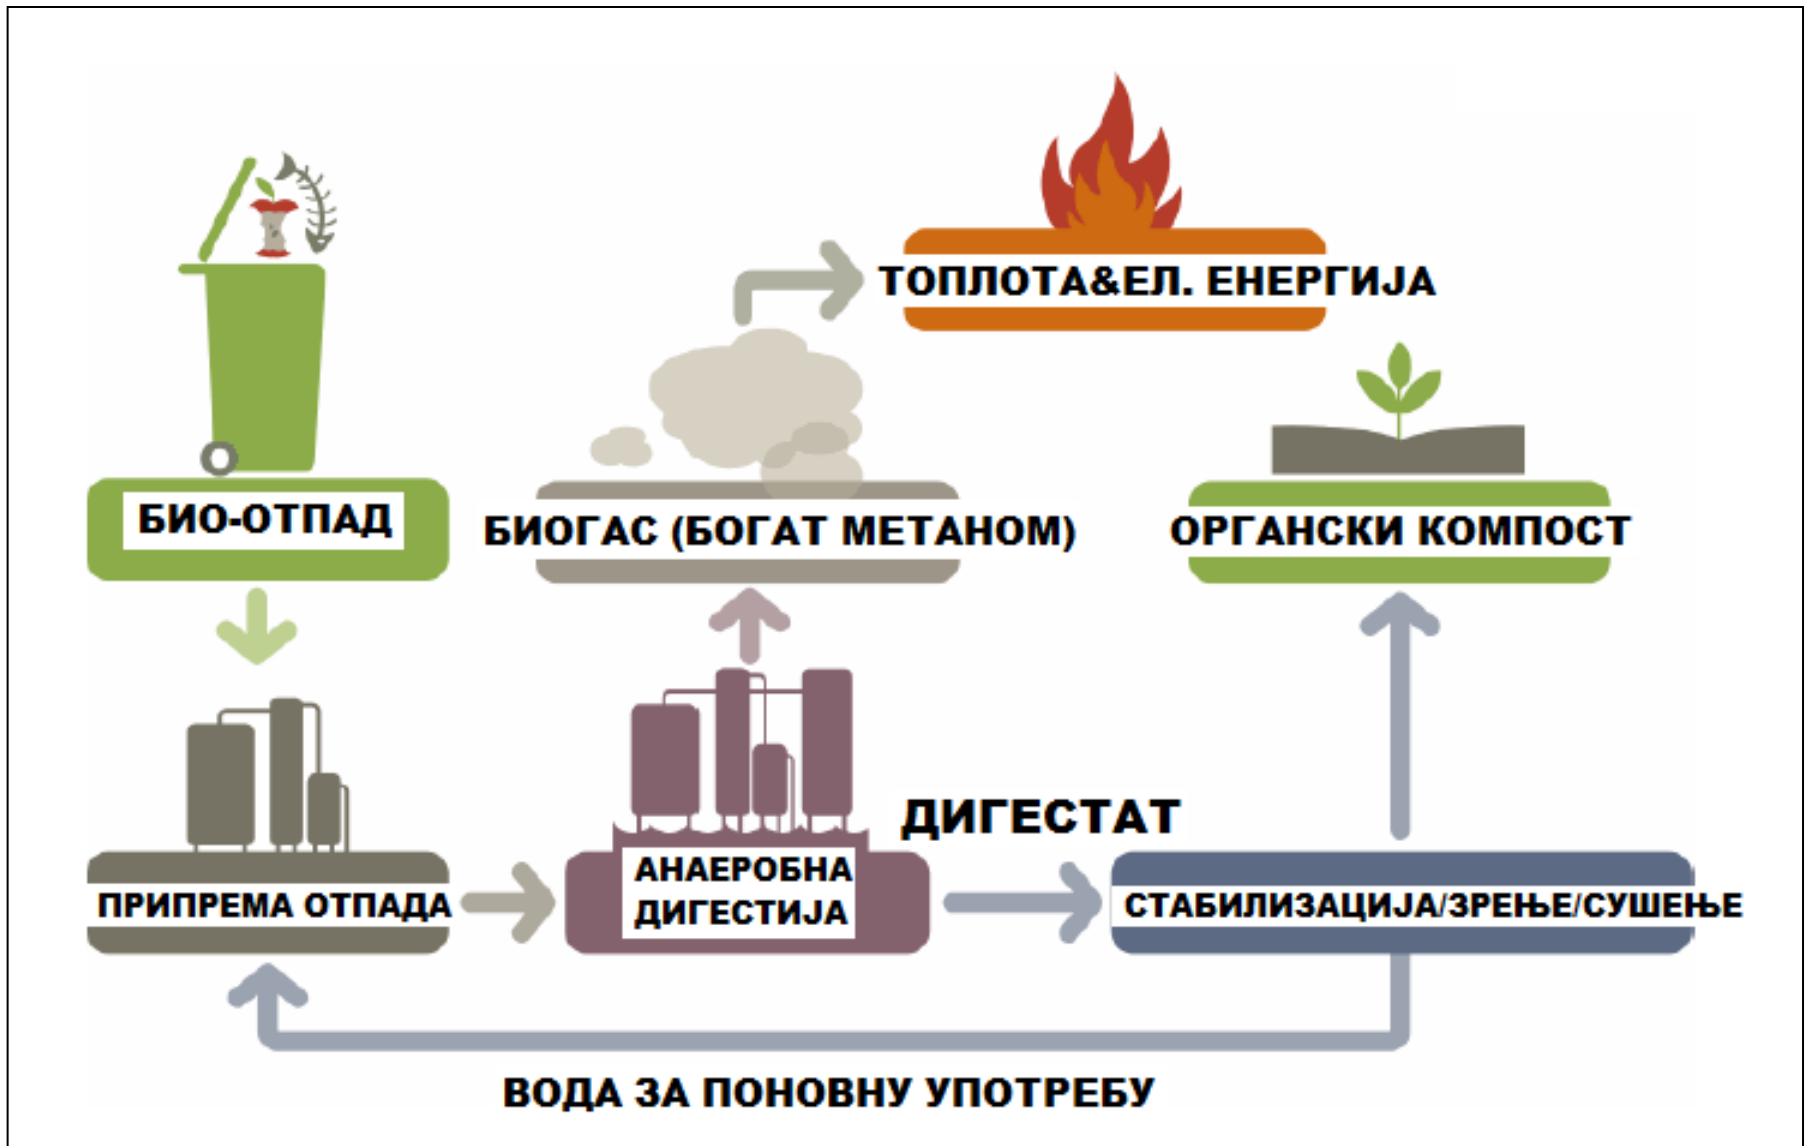 ТОПЛОТА&ЕЛ. ЕНЕРГИЈА
БИО-ОТПАД
БИОГАС (БОГАТ МЕТАНОМ)
ОРГАНСКИ КОМПОСТ
ДИГЕСТАТ
ПРИПРЕМА ОТПАДА
АНАЕРОБНА
ДИГЕСТИЈА
СТАБИЛИЗАЦИЈА/ЗРЕЊЕ/СУШЕЊЕ
ВОДА ЗА ПОНОВНУ УПОТРЕБУ